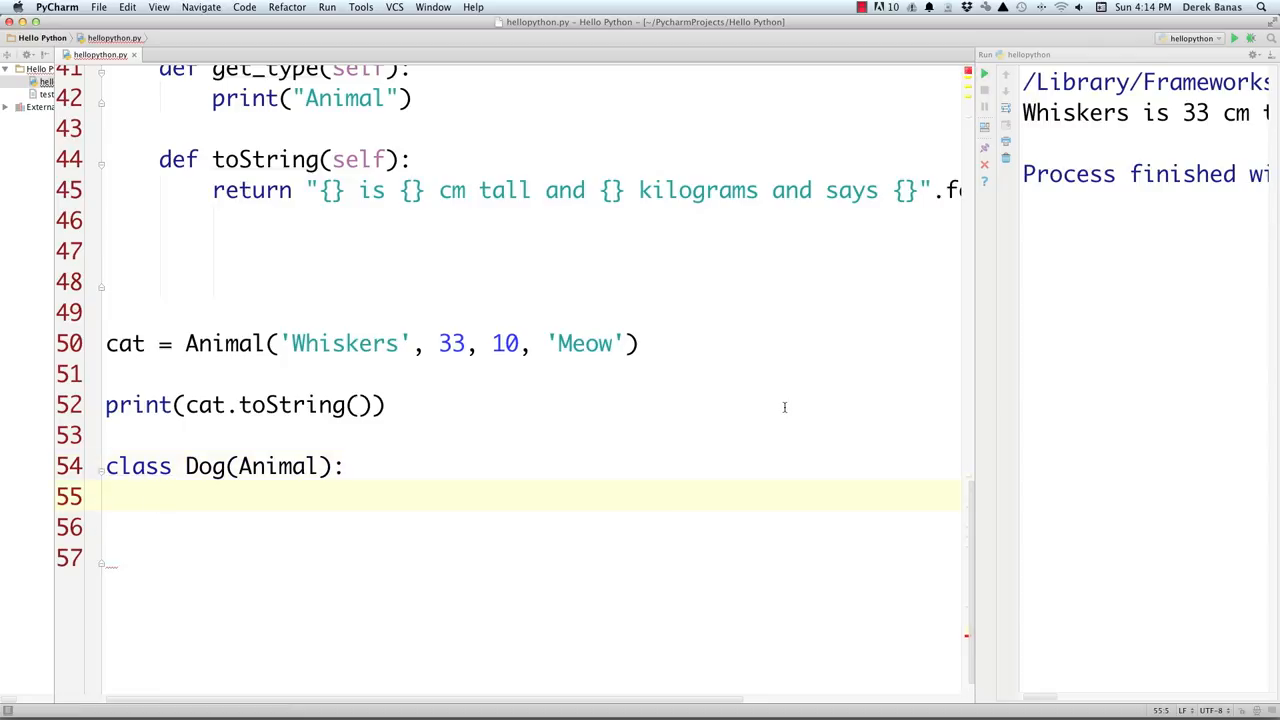 PyCharm File Edit View Navigate Code Refactor Run Tools VCS Window Help 10 Sun 4:14 PM Derek Banas
hellopython.py - Hello Python - [~/PycharmProjects/Hello Python]
Hello Python hellopython.py hellopython
hellopython.py Run hellopython
Hello P
hell
test
Extern
41 def get_type(self):
42 print("Animal")
43
44 def toString(self):
45 return "{} is {} cm tall and {} kilograms and says {}".fo
46
47
48
49
50 cat = Animal('Whiskers', 33, 10, 'Meow')
51
52 print(cat.toString())
53
54 class Dog(Animal):
55
56
57
/Library/Frameworks
Whiskers is 33 cm t
Process finished wi
55:5 LF UTF-8